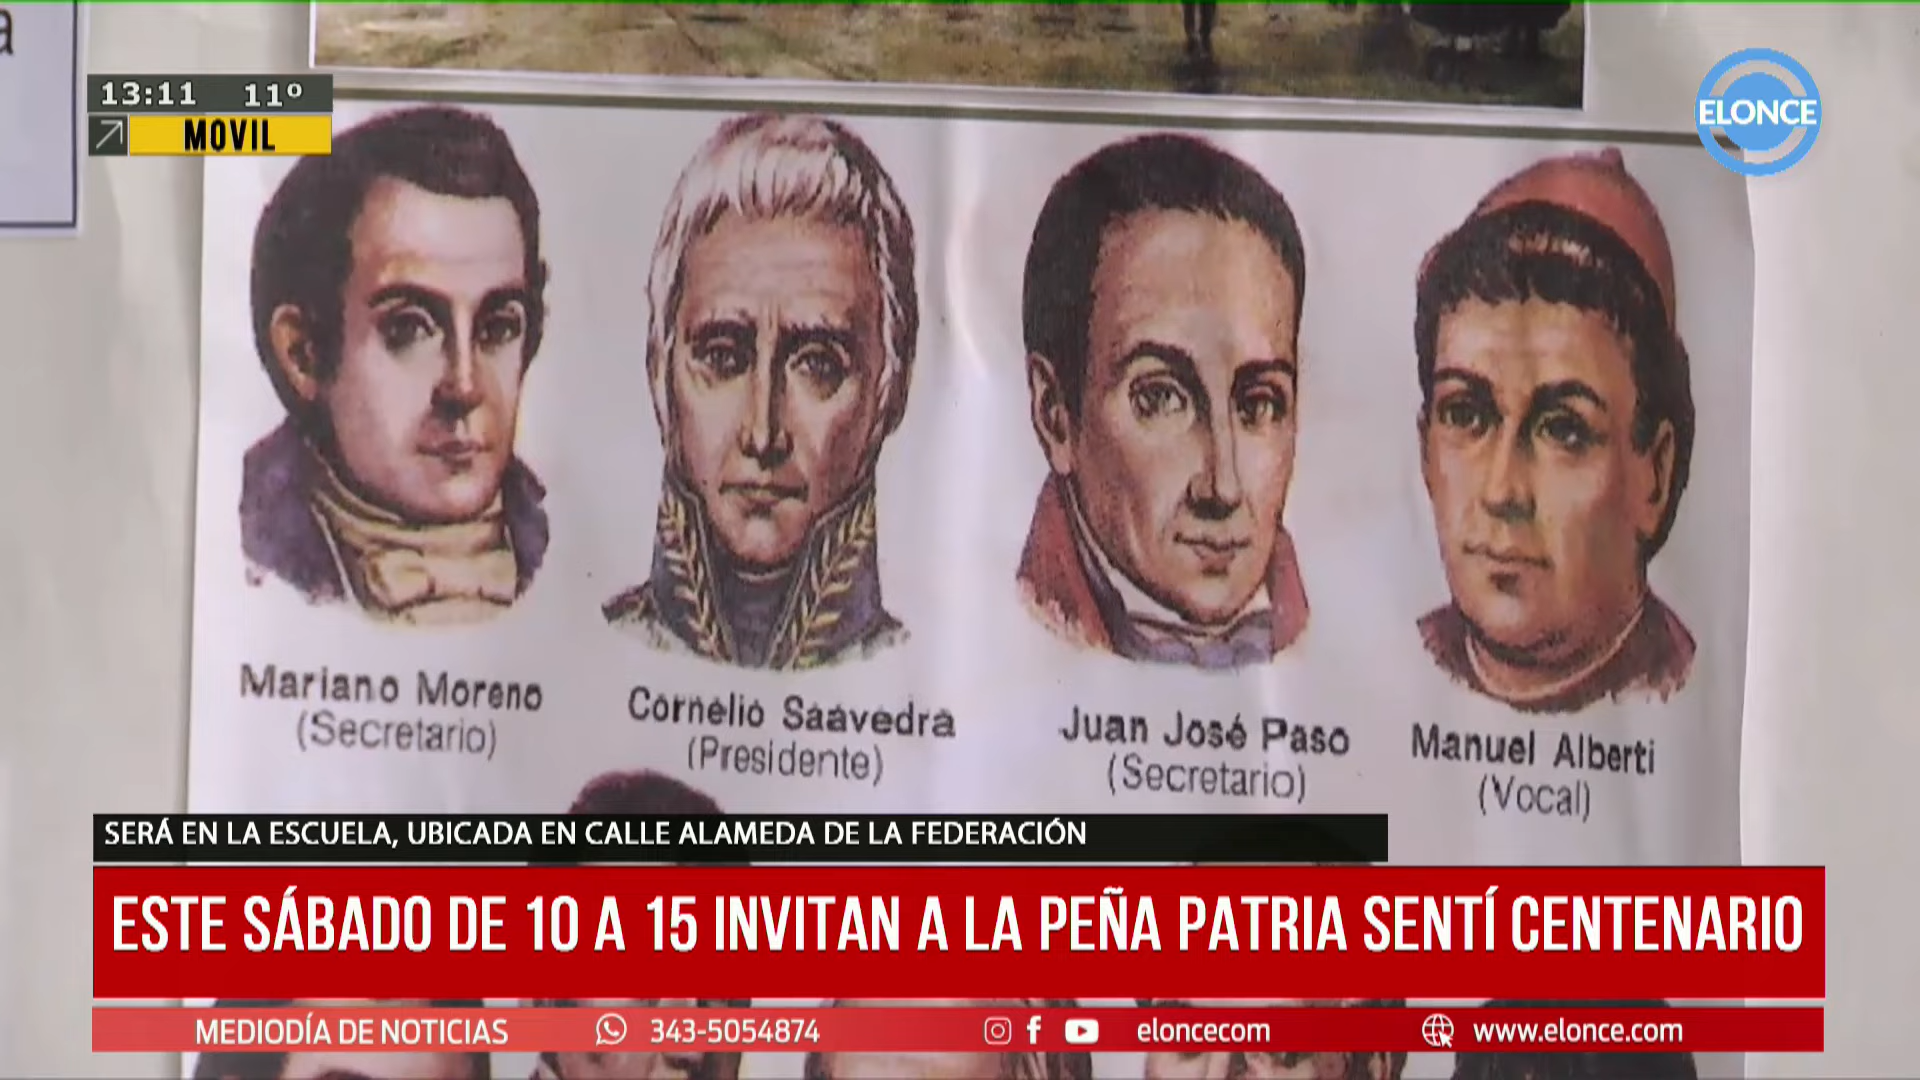 a
13:11 11º
MOVIL
ELONCE
Mariano Moreno
(Secretario)
Cornelio Saavedra
(Presidente)
Juan José Paso
(Secretario)
Manuel Alberti
(Vocal)
SERÁ EN LA ESCUELA, UBICADA EN CALLE ALAMEDA DE LA FEDERACIÓN
ESTE SÁBADO DE 10 A 15 INVITAN A LA PEÑA PATRIA SENTÍ CENTENARIO
MEDIODÍA DE NOTICIAS 343-5054874 eloncecom www.elonce.com